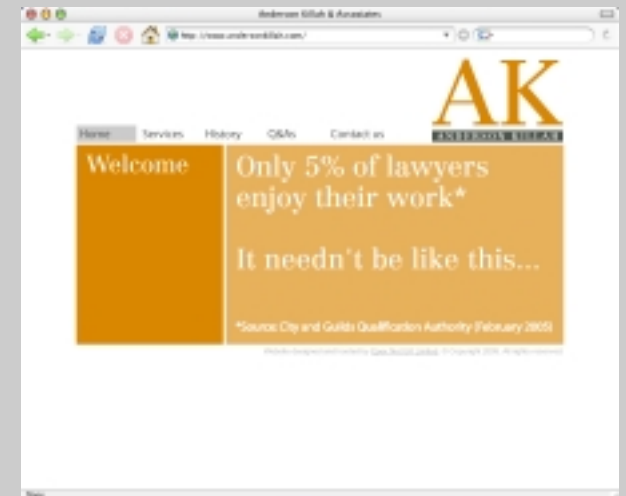 Anderson Killah & Associates
AK
ANDERSON KILLAH
Home Services History Q&As Contact us
Welcome
Only 5% of lawyers
enjoy their work*
It needn't be like this...
*Source: City and Guilds Qualification Authority (February 2005)